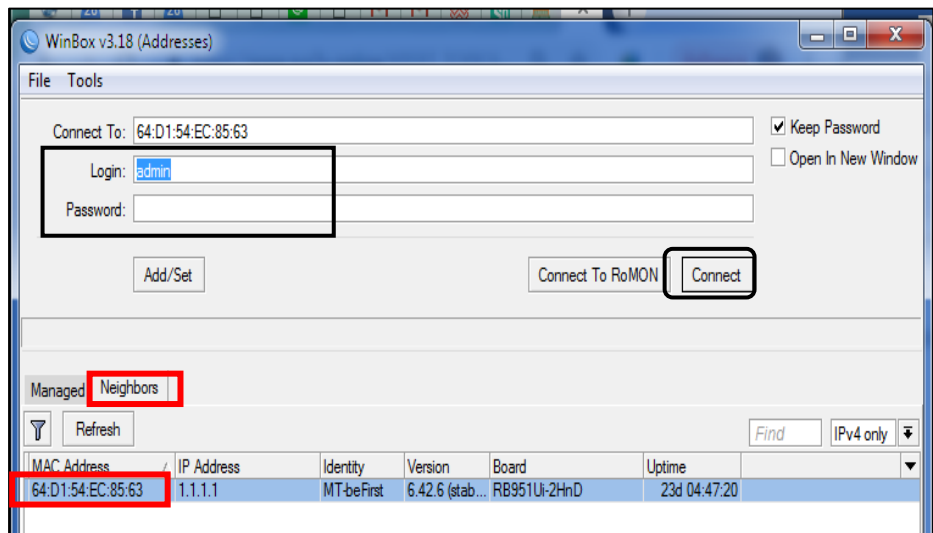 WinBox v3.18 (Addresses)
File Tools
Connect To: 64:D1:54:EC:85:63
Keep Password
Login: admin
Open In New Window
Password:
Add/Set Connect To RoMON Connect
Managed Neighbors
Refresh Find IPv4 only
MAC Address IP Address Identity Version Board Uptime
64:D1:54:EC:85:63 1.1.1.1 MT-beFirst 6.42.6 (stab... RB951Ui-2HnD 23d 04:47:20